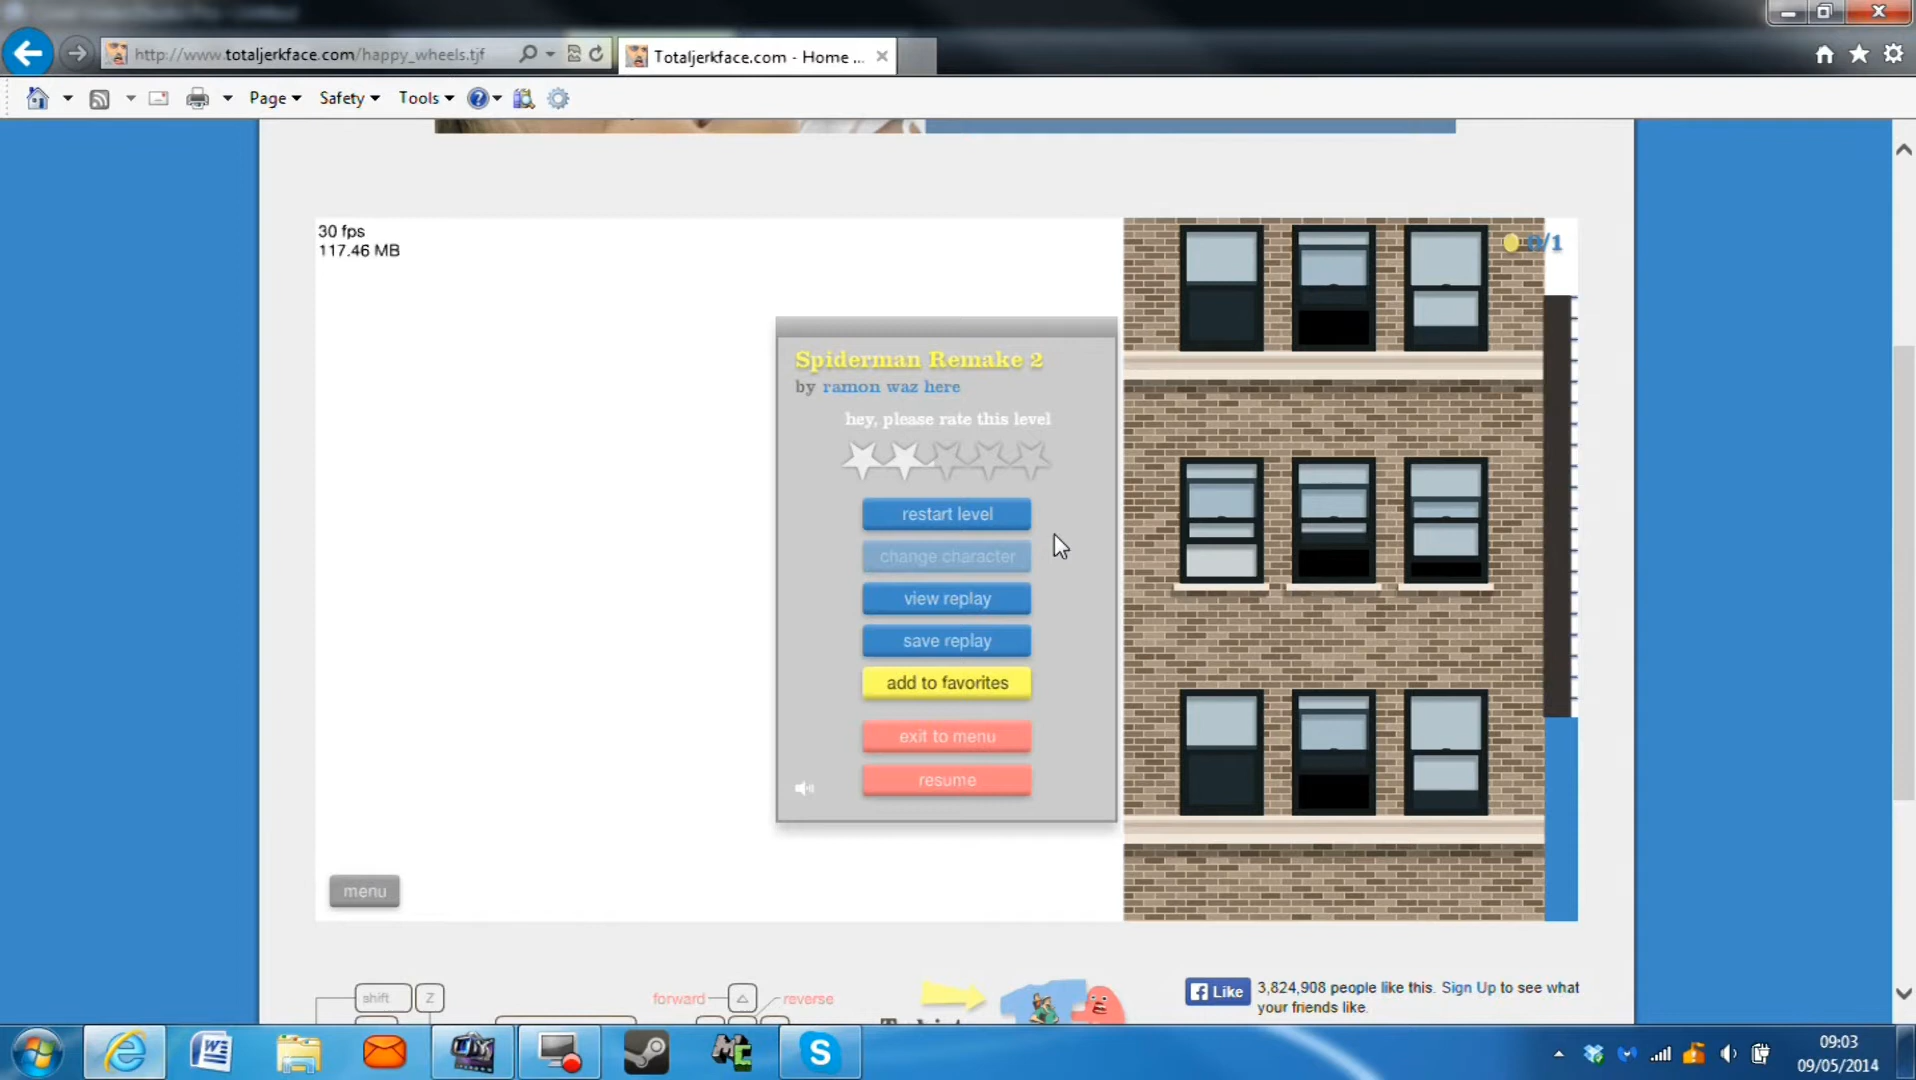 http://www.totaljerkface.com/happy_wheels.tjf
Totaljerkface.com - Home ...
Page Safety Tools
30 fps
117.46 MB
/1
Spiderman Remake 2
by ramon waz here
hey, please rate this level
restart level
change character
view replay
save replay
add to favorites
exit to menu
resume
menu
shift Z
forward reverse
Like
3,824,908 people like this. Sign Up to see what
your friends like.
09:03
09/05/2014